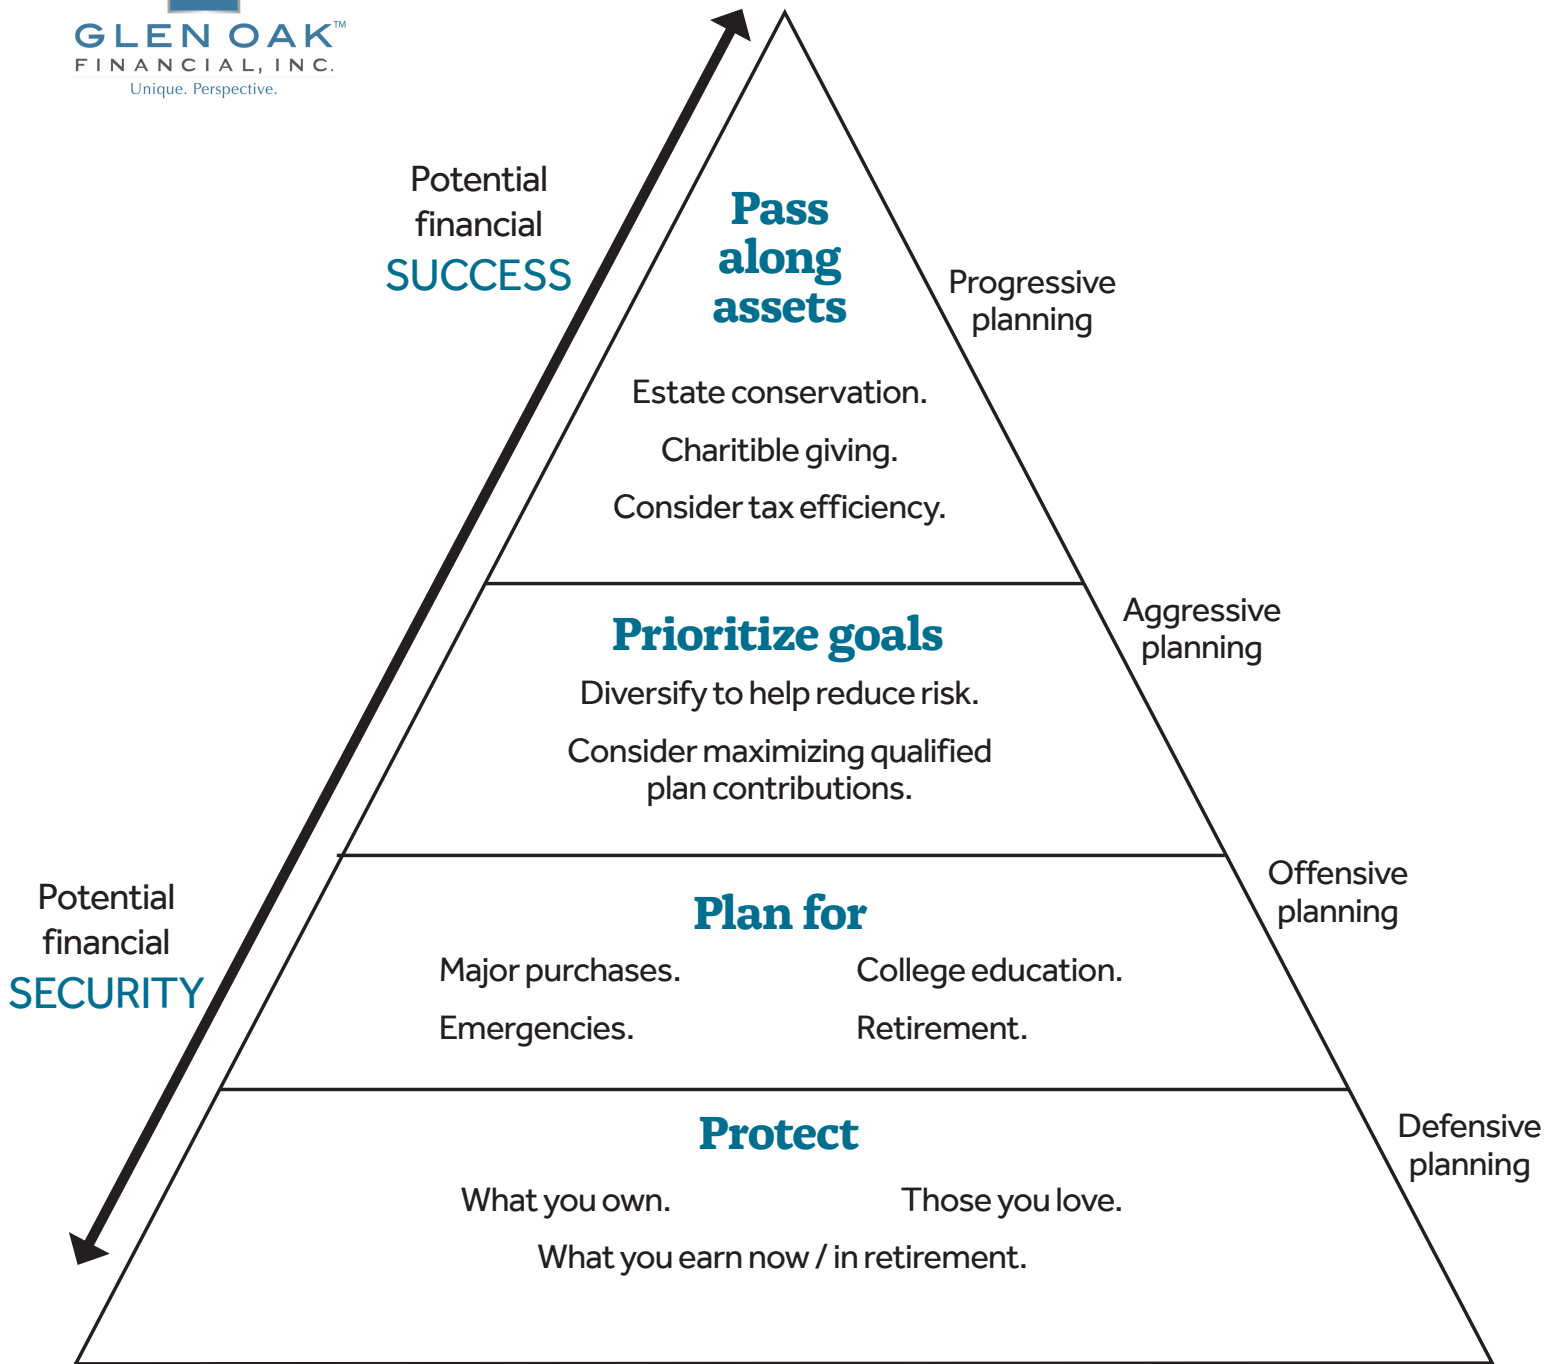 GLEN OAK™
FINANCIAL, INC.
Unique. Perspective.
Potential
financial
SUCCESS
Pass
along
assets
Progressive
planning
Estate conservation.
Charitible giving.
Consider tax efficiency.
Prioritize goals
Aggressive
planning
Diversify to help reduce risk.
Consider maximizing qualified
plan contributions.
Potential
financial
SECURITY
Plan for
Offensive
planning
Major purchases. College education.
Emergencies. Retirement.
Protect
Defensive
planning
What you own. Those you love.
What you earn now / in retirement.